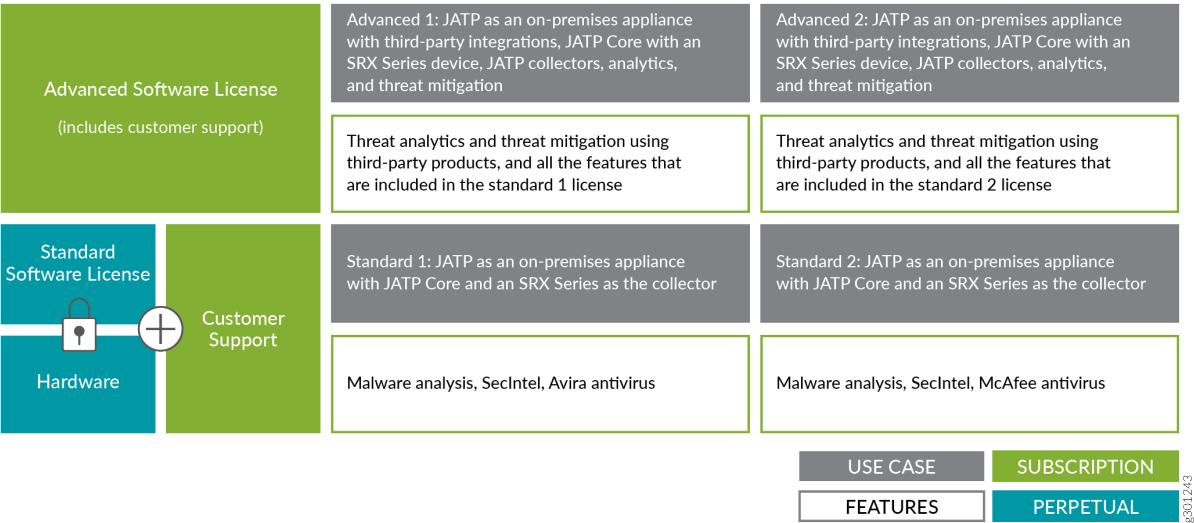 Advanced Software License
(includes customer support)
Advanced 1: JATP as an on-premises appliance
with third-party integrations, JATP Core with an
SRX Series device, JATP collectors, analytics,
and threat mitigation
Advanced 2: JATP as an on-premises appliance
with third-party integrations, JATP Core with an
SRX Series device, JATP collectors, analytics,
and threat mitigation
Threat analytics and threat mitigation using
third-party products, and all the features that
are included in the standard 1 license
Threat analytics and threat mitigation using
third-party products, and all the features that
are included in the standard 2 license
Standard
Software License
Hardware
Customer
Support
Standard 1: JATP as an on-premises appliance
with JATP Core and an SRX Series as the collector
Standard 2: JATP as an on-premises appliance
with JATP Core and an SRX Series as the collector
Malware analysis, SecIntel, Avira antivirus
Malware analysis, SecIntel, McAfee antivirus
USE CASE
SUBSCRIPTION
FEATURES
PERPETUAL
g301243